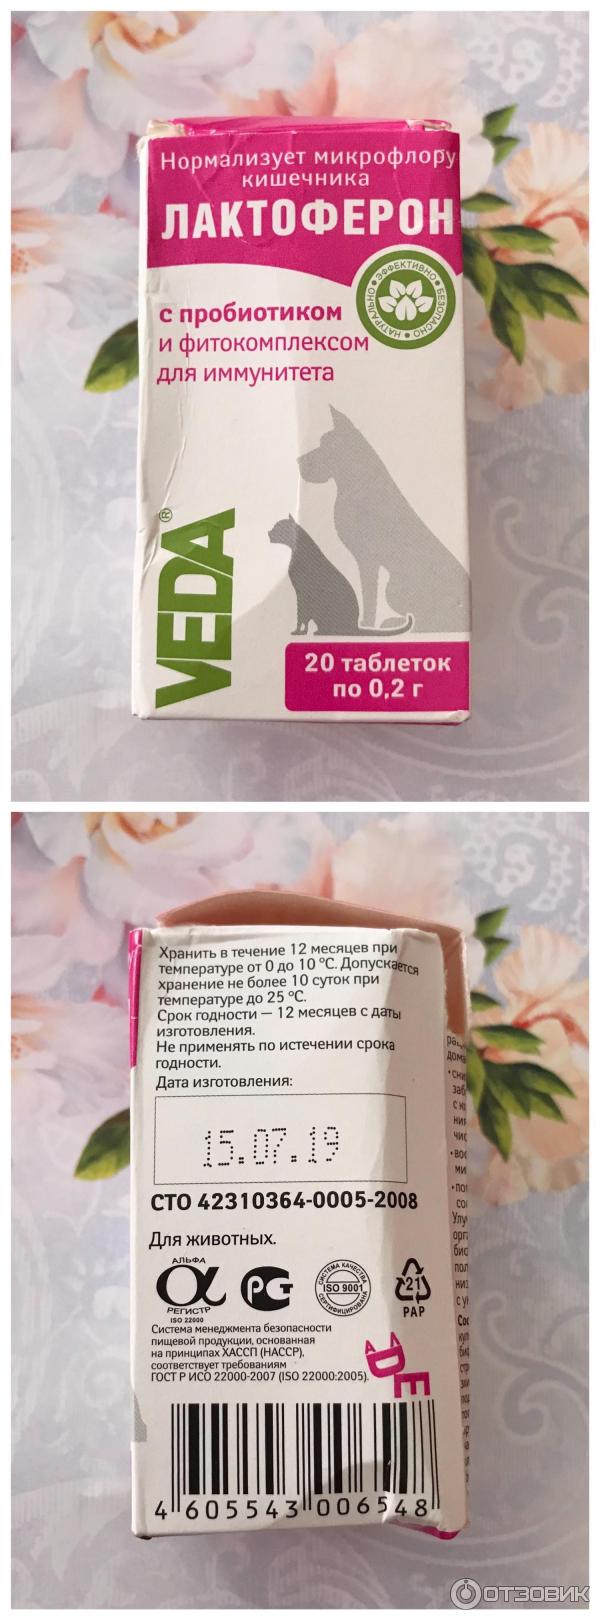 Нормализует микрофлору
кишечника
ЛАКТОФЕРОН
ЭФФЕКТИВНО • БЕЗОПАСНО • НАТУРАЛЬНО •
с пробиотиком
и фитокомплексом
для иммунитета
VEDA®
20 таблеток
по 0,2 г
Хранить в течение 12 месяцев при
температуре от 0 до 10 °С. Допускается
хранение не более 10 суток при
температуре до 25 °С.
Срок годности — 12 месяцев с даты
изготовления.
Не применять по истечении срока
годности.
Дата изготовления:
15.07.19
СТО 42310364-0005-2008
Для животных.
АЛЬФА
РЕГИСТР
ISO 22000
РСТ
СИСТЕМА КАЧЕСТВА
ISO 9001
СЕРТИФИЦИРОВАНА
21
PAP
Система менеджмента безопасности
пищевой продукции, основанная
на принципах ХАССП (НАССР),
соответствует требованиям
ГОСТ Р ИСО 22000-2007 (ISO 22000:2005).
4 605543 006548
ОТЗОВИК